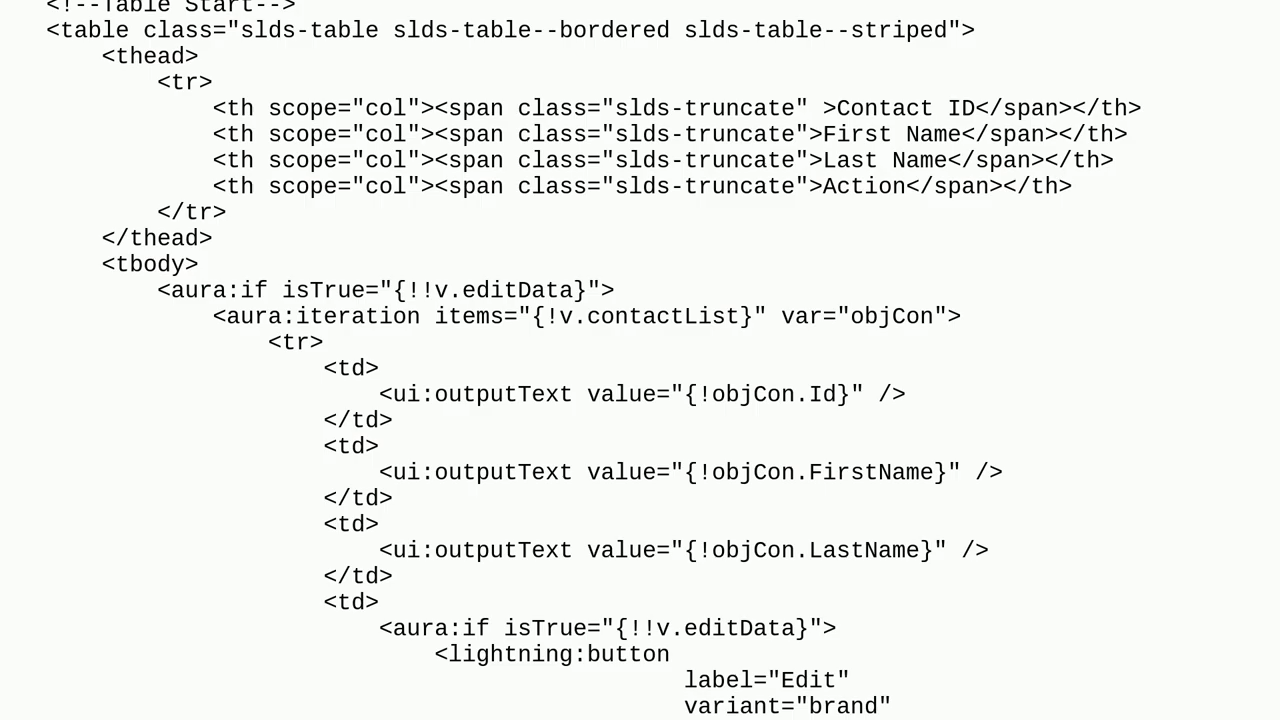 <!--Table Start-->
<table class="slds-table slds-table--bordered slds-table--striped">
<thead>
<tr>
<th scope="col"><span class="slds-truncate" >Contact ID</span></th>
<th scope="col"><span class="slds-truncate">First Name</span></th>
<th scope="col"><span class="slds-truncate">Last Name</span></th>
<th scope="col"><span class="slds-truncate">Action</span></th>
</tr>
</thead>
<tbody>
<aura:if isTrue="{!!v.editData}">
<aura:iteration items="{!v.contactList}" var="objCon">
<tr>
<td>
<ui:outputText value="{!objCon.Id}" />
</td>
<td>
<ui:outputText value="{!objCon.FirstName}" />
</td>
<td>
<ui:outputText value="{!objCon.LastName}" />
</td>
<td>
<aura:if isTrue="{!!v.editData}">
<lightning:button
label="Edit"
variant="brand"